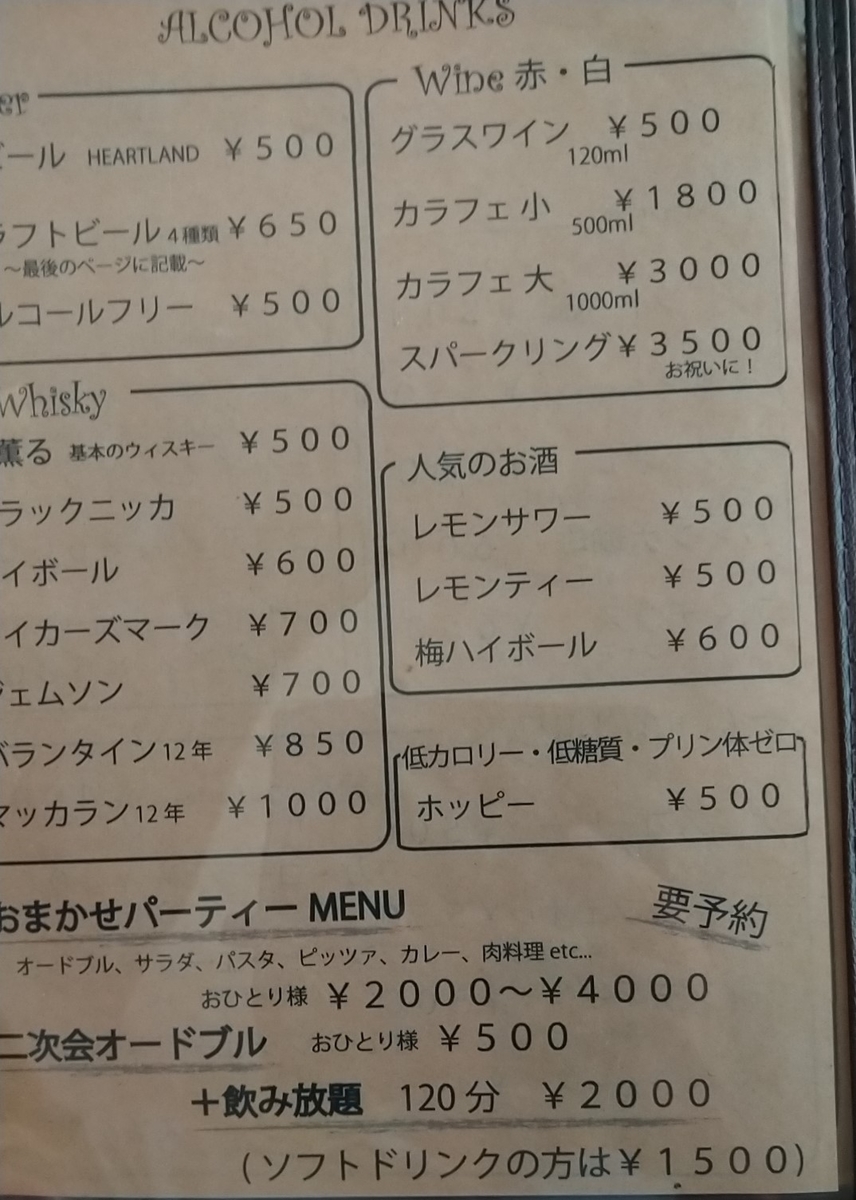 ALCOHOL DRINKS
ール HEARTLAND ￥500
ラフトビール 4種類 ￥650
～最後のページに記載～
ルコールフリー ￥500
Wine 赤・白
グラスワイン ￥500
120ml
カラフェ 小 ￥1800
500ml
カラフェ 大 ￥3000
1000ml
スパークリング ￥3500
お祝いに！
Whisky
薫る 基本のウィスキー ￥500
ラックニッカ ￥500
イボール ￥600
イカーズマーク ￥700
ジェムソン ￥700
バランタイン12年 ￥850
マッカラン12年 ￥1000
人気のお酒
レモンサワー ￥500
レモンティー ￥500
梅ハイボール ￥600
低カロリー・低糖質・プリン体ゼロ
ホッピー ￥500
おまかせパーティー MENU
要予約
オードブル、サラダ、パスタ、ピッツァ、カレー、肉料理 etc...
おひとり様 ￥2000～￥4000
二次会オードブル おひとり様 ￥500
＋飲み放題 120分 ￥2000
(ソフトドリンクの方は￥1500)